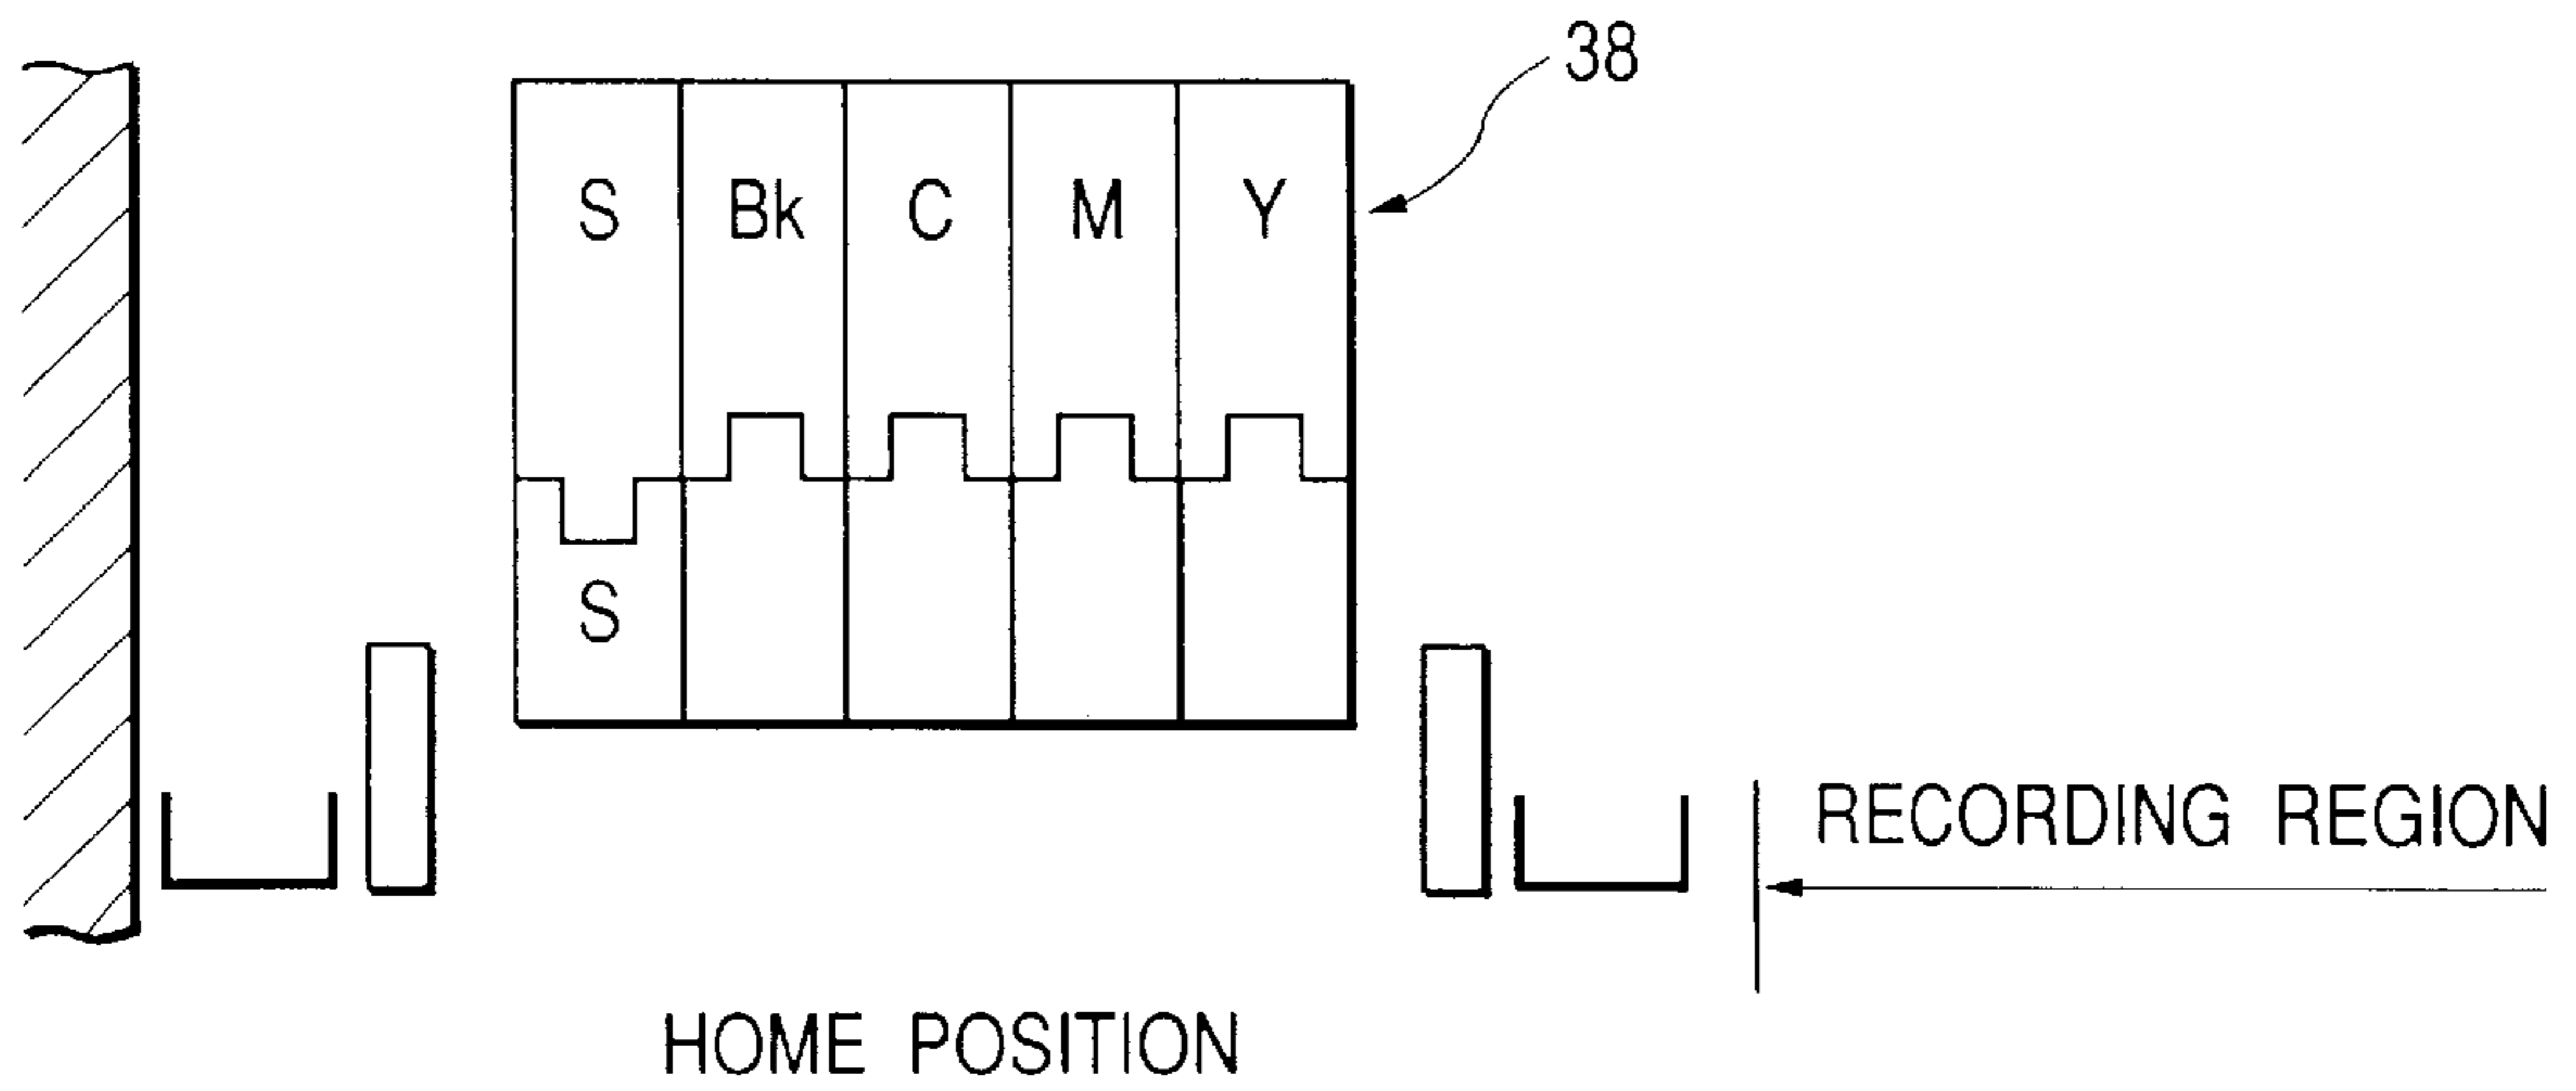 38
S Bk C M Y
S
RECORDING REGION
HOME POSITION